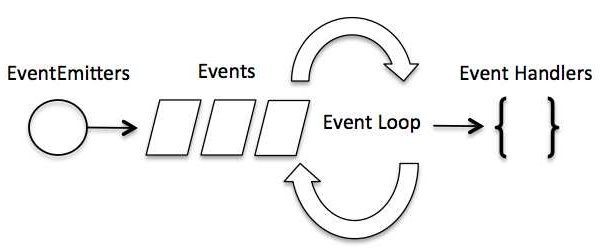 EventEmitters
Events
Event Loop
Event Handlers
{ }